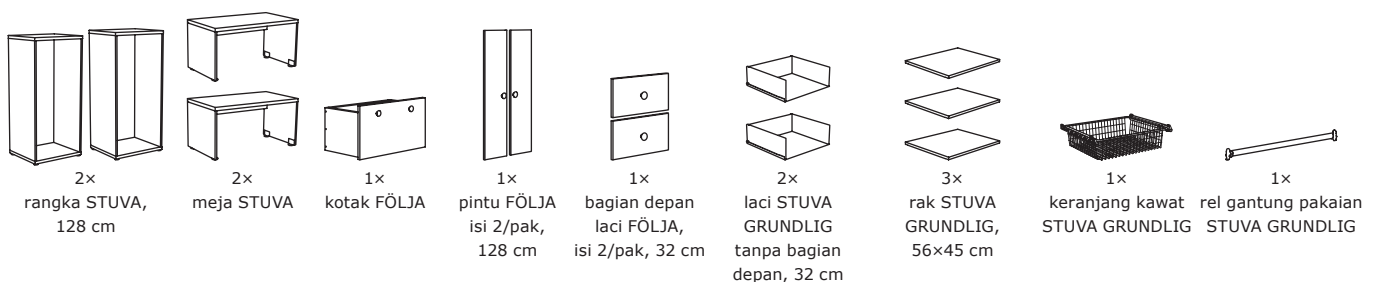 2×
rangka STUVA,
128 cm
2×
meja STUVA
1×
kotak FÖLJA
1×
pintu FÖLJA
isi 2/pak,
128 cm
1×
bagian depan
laci FÖLJA,
isi 2/pak, 32 cm
2×
laci STUVA
GRUNDLIG
tanpa bagian
depan, 32 cm
3×
rak STUVA
GRUNDLIG,
56×45 cm
1×
keranjang kawat
STUVA GRUNDLIG
1×
rel gantung pakaian
STUVA GRUNDLIG